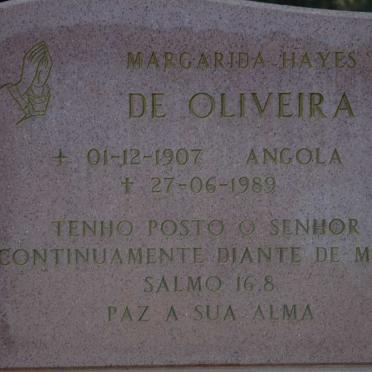 MARGARIDA HAYES
DE OLIVEIRA
+ 01-12-1907 ANGOLA
✝ 27-06-1989
TENHO POSTO O SENHOR
CONTINUAMENTE DIANTE DE M
SALMO 16.8
PAZ A SUA ALMA